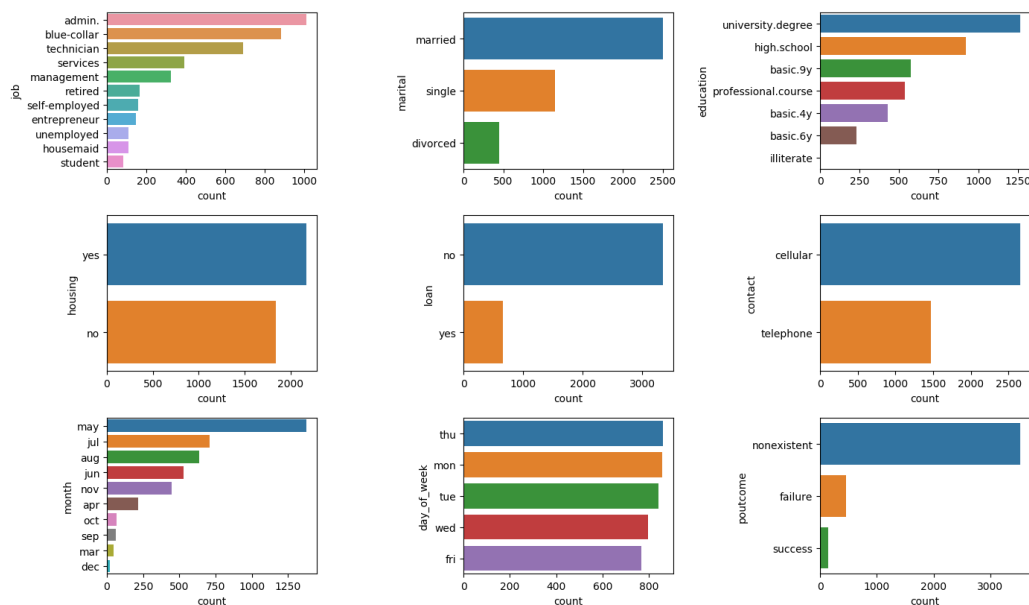 job
admin.
blue-collar
technician
services
management
retired
self-employed
entrepreneur
unemployed
housemaid
student
0 200 400 600 800 1000
count
marital
married
single
divorced
0 500 1000 1500 2000 2500
count
education
university.degree
high.school
basic.9y
professional.course
basic.4y
basic.6y
illiterate
0 250 500 750 1000 1250
count
housing
yes
no
0 500 1000 1500 2000
count
loan
no
yes
0 1000 2000 3000
count
contact
cellular
telephone
0 500 1000 1500 2000 2500
count
month
may
jul
aug
jun
nov
apr
oct
sep
mar
dec
0 250 500 750 1000 1250
count
day_of_week
thu
mon
tue
wed
fri
0 200 400 600 800
count
poutcome
nonexistent
failure
success
0 1000 2000 3000
count